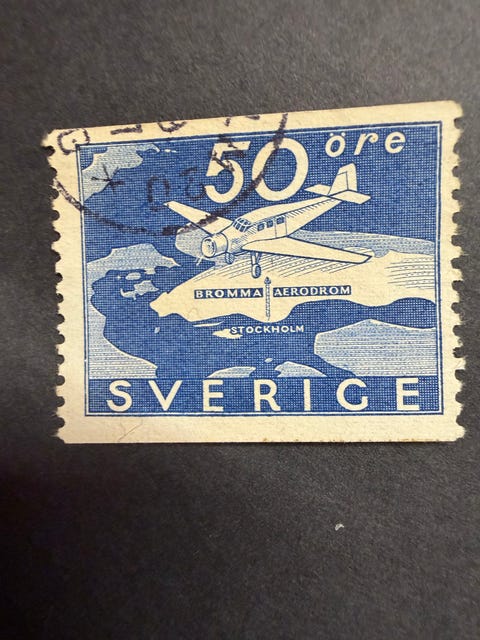 50 öre
BROMMA AERODROM
STOCKHOLM
SVERIGE